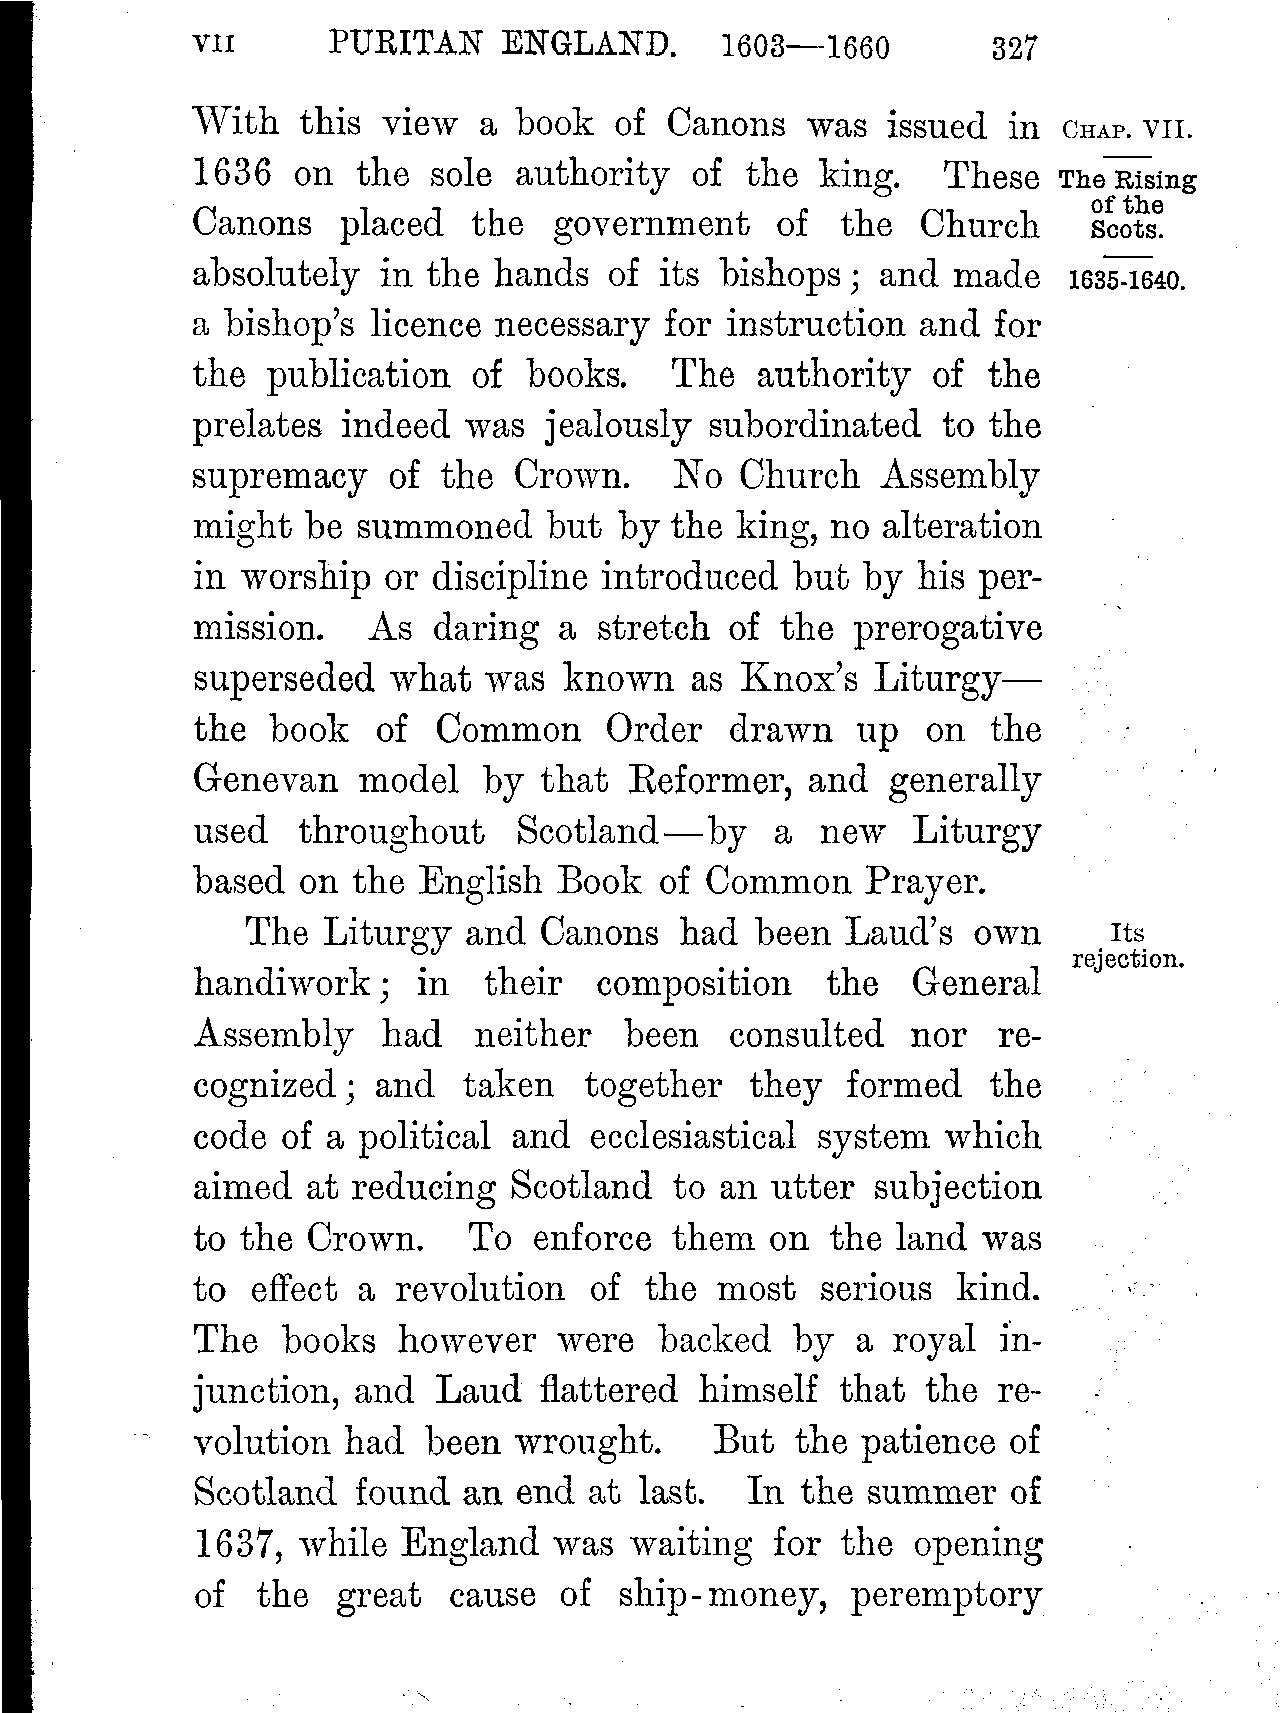 VII PURITAN ENGLAND. 1603—1660 327
With this view a book of Canons was issued in
1636 on the sole authority of the king. These
Canons placed the government of the Church
absolutely in the hands of its bishops; and made
a bishop's licence necessary for instruction and for
the publication of books. The authority of the
prelates indeed was jealously subordinated to the
supremacy of the Crown. No Church Assembly
might be summoned but by the king, no alteration
in worship or discipline introduced but by his per-
mission. As daring a stretch of the prerogative
superseded what was known as Knox's Liturgy—
the book of Common Order drawn up on the
Genevan model by that Reformer, and generally
used throughout Scotland—by a new Liturgy
based on the English Book of Common Prayer.
The Liturgy and Canons had been Laud's own
handiwork; in their composition the General
Assembly had neither been consulted nor re-
cognized; and taken together they formed the
code of a political and ecclesiastical system which
aimed at reducing Scotland to an utter subjection
to the Crown. To enforce them on the land was
to effect a revolution of the most serious kind.
The books however were backed by a royal in-
junction, and Laud flattered himself that the re-
volution had been wrought. But the patience of
Scotland found an end at last. In the summer of
1637, while England was waiting for the opening
of the great cause of ship-money, peremptory
CHAP. VII.
The Rising
of the
Scots.
1635-1640.
Its
rejection.